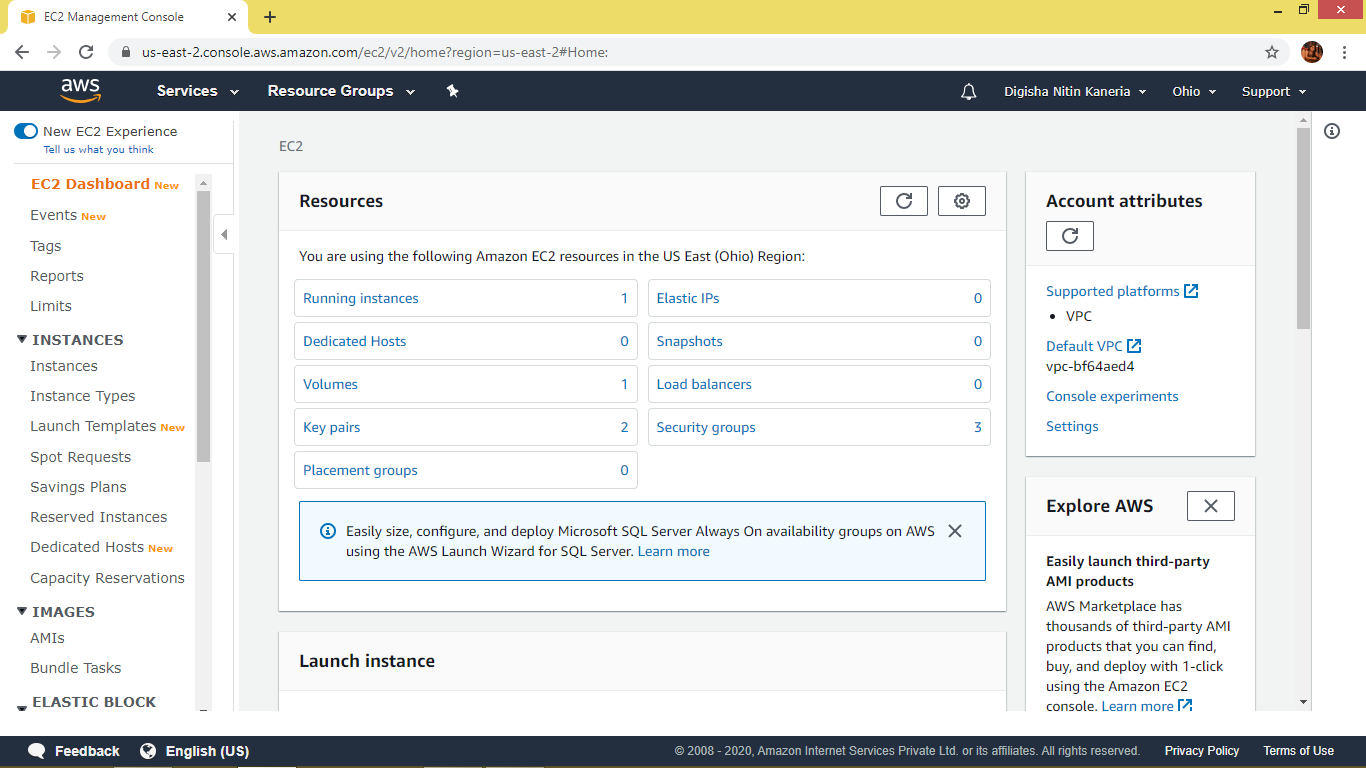 EC2 Management Console
us-east-2.console.aws.amazon.com/ec2/v2/home?region=us-east-2#Home:
aws Services Resource Groups Digisha Nitin Kaneria Ohio Support
New EC2 Experience
Tell us what you think
EC2 Dashboard New
Events New
Tags
Reports
Limits
INSTANCES
Instances
Instance Types
Launch Templates New
Spot Requests
Savings Plans
Reserved Instances
Dedicated Hosts New
Capacity Reservations
IMAGES
AMIs
Bundle Tasks
ELASTIC BLOCK
EC2
Resources
You are using the following Amazon EC2 resources in the US East (Ohio) Region:
Running instances 1 Elastic IPs 0
Dedicated Hosts 0 Snapshots 0
Volumes 1 Load balancers 0
Key pairs 2 Security groups 3
Placement groups 0
Easily size, configure, and deploy Microsoft SQL Server Always On availability groups on AWS
using the AWS Launch Wizard for SQL Server. Learn more
Launch instance
Account attributes
Supported platforms
• VPC
Default VPC
vpc-bf64aed4
Console experiments
Settings
Explore AWS
Easily launch third-party
AMI products
AWS Marketplace has
thousands of third-party AMI
products that you can find,
buy, and deploy with 1-click
using the Amazon EC2
console. Learn more
Feedback English (US) © 2008 - 2020, Amazon Internet Services Private Ltd. or its affiliates. All rights reserved. Privacy Policy Terms of Use